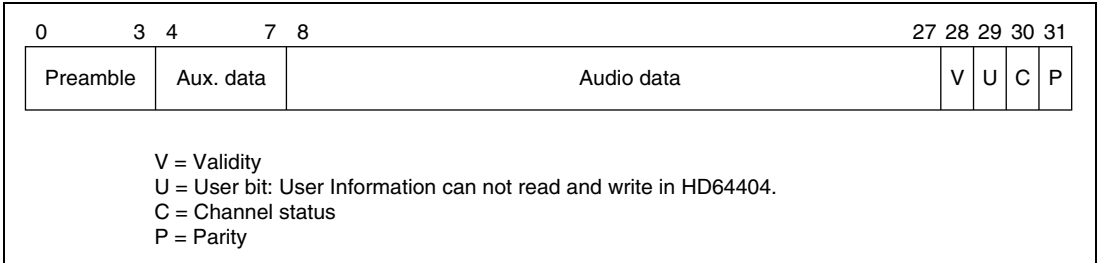 0 3 4 7 8 27 28 29 30 31
Preamble Aux. data Audio data V U C P
V = Validity
U = User bit: User Information can not read and write in HD64404.
C = Channel status
P = Parity